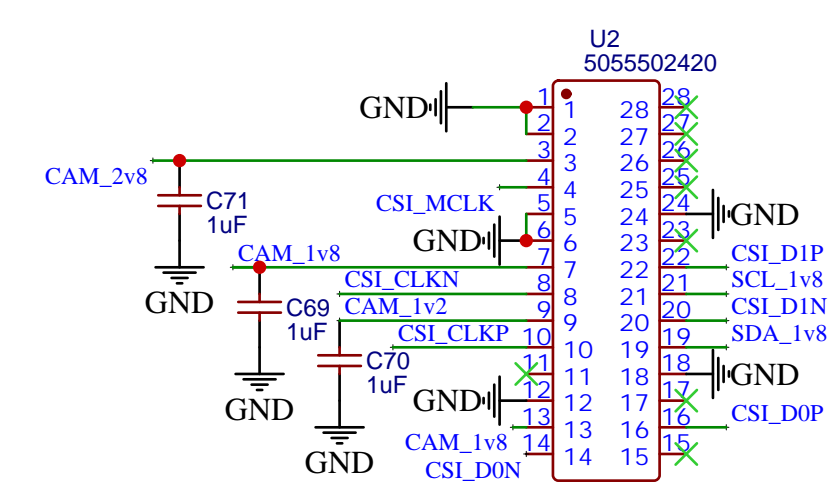 U2
5055502420
GND 1 1 28 28
2 2 27 27
CAM_2v8 3 3 26 26
C71 1uF CSI_MCLK 4 4 25 25
5 5 24 24 GND
GND 6 6 23 23
CAM_1v8 7 7 22 22 CSI_D1P
GND CSI_CLKN 8 8 21 21 SCL_1v8
C69 1uF CAM_1v2 9 9 20 20 CSI_D1N
CSI_CLKP 10 10 19 19 SDA_1v8
C70 1uF 11 11 18 18 GND
GND GND 12 12 17 17
CAM_1v8 13 13 16 16 CSI_D0P
GND CSI_D0N 14 14 15 15